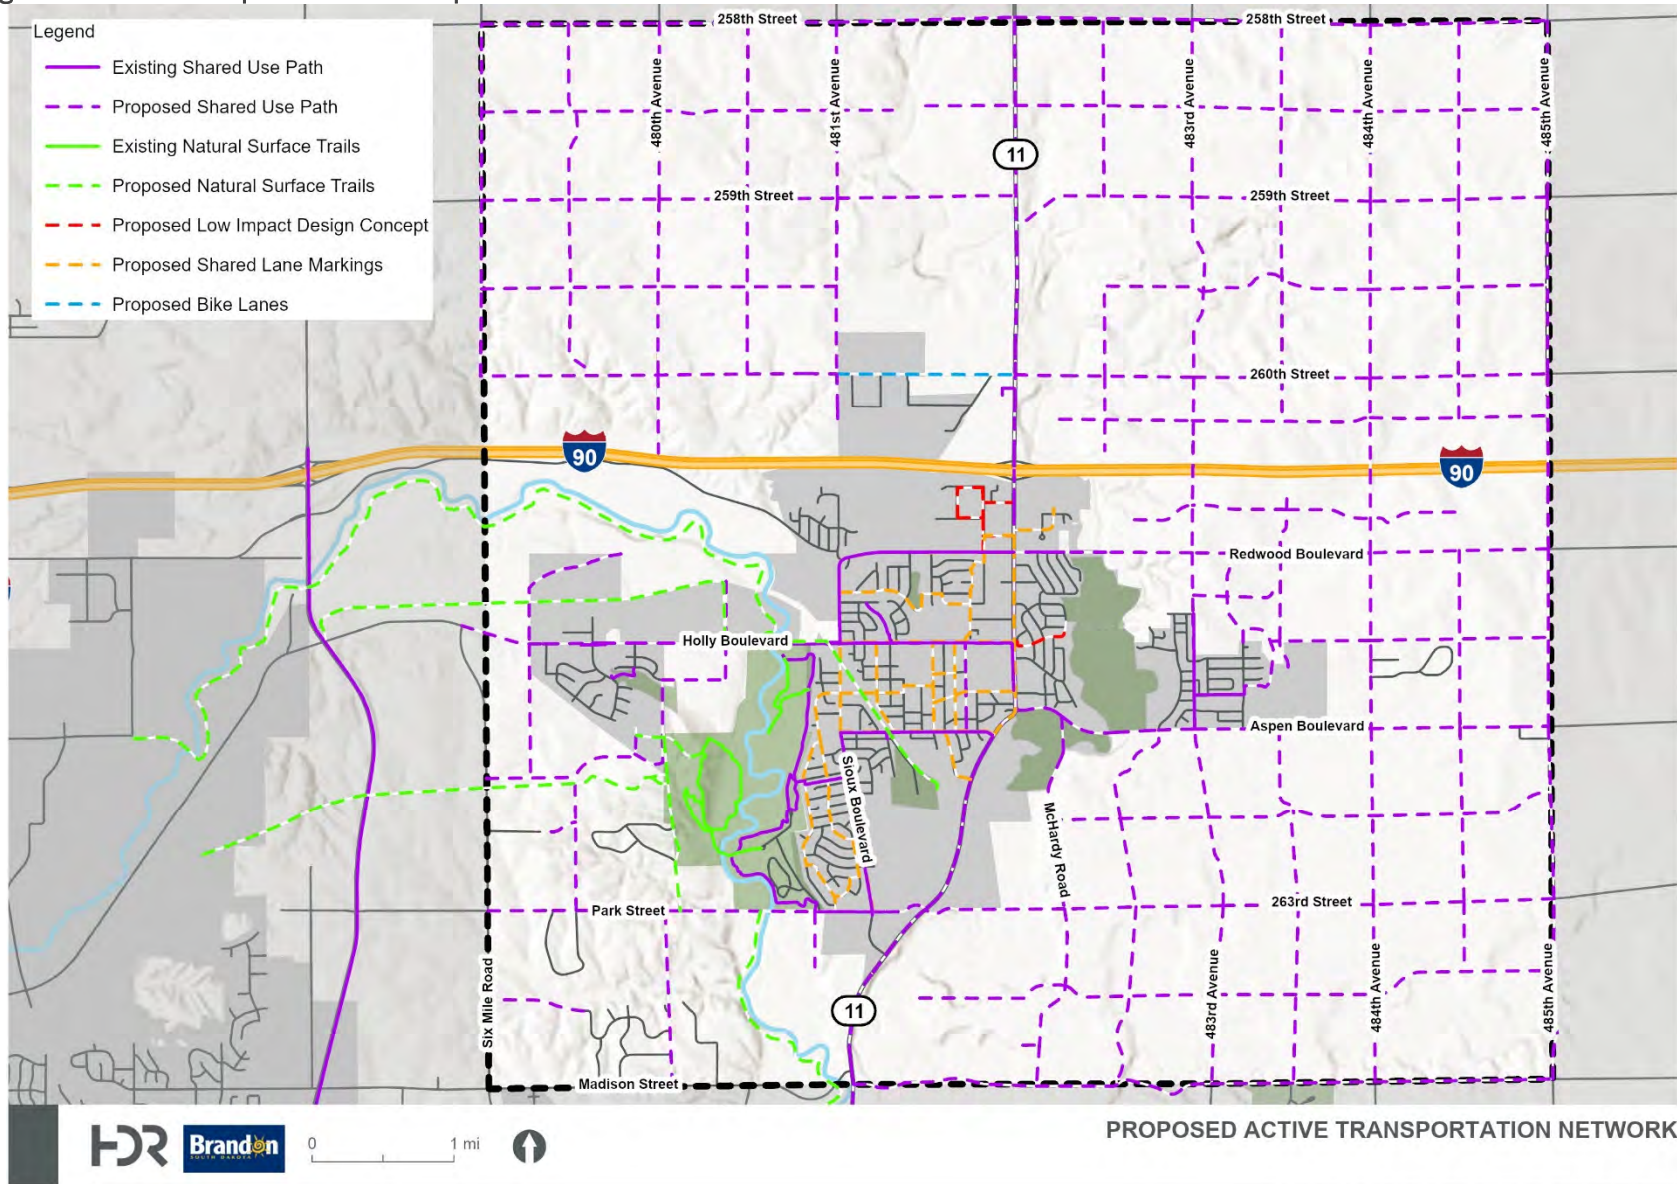 258th Street
258th Street
Legend
Existing Shared Use Path
Proposed Shared Use Path
Existing Natural Surface Trails
Proposed Natural Surface Trails
Proposed Low Impact Design Concept
Proposed Shared Lane Markings
Proposed Bike Lanes
480th Avenue
481st Avenue
483rd Avenue
484th Avenue
485th Avenue
11
259th Street
259th Street
260th Street
90
90
Redwood Boulevard
Holly Boulevard
Aspen Boulevard
Sioux Boulevard
McHardy Road
Park Street
263rd Street
Six Mile Road
483rd Avenue
484th Avenue
485th Avenue
11
Madison Street
HDR
Brandon
SOUTH DAKOTA
0 1 mi
PROPOSED ACTIVE TRANSPORTATION NETWORK